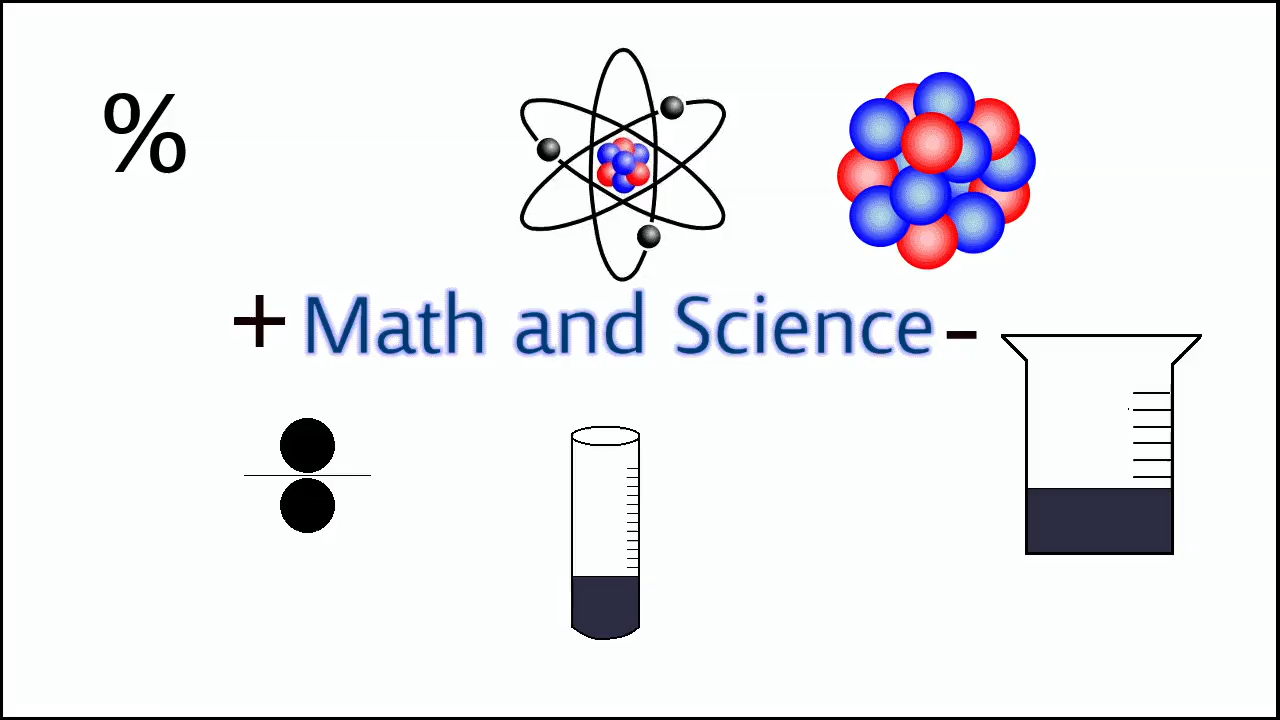 %
+ Math and Science -